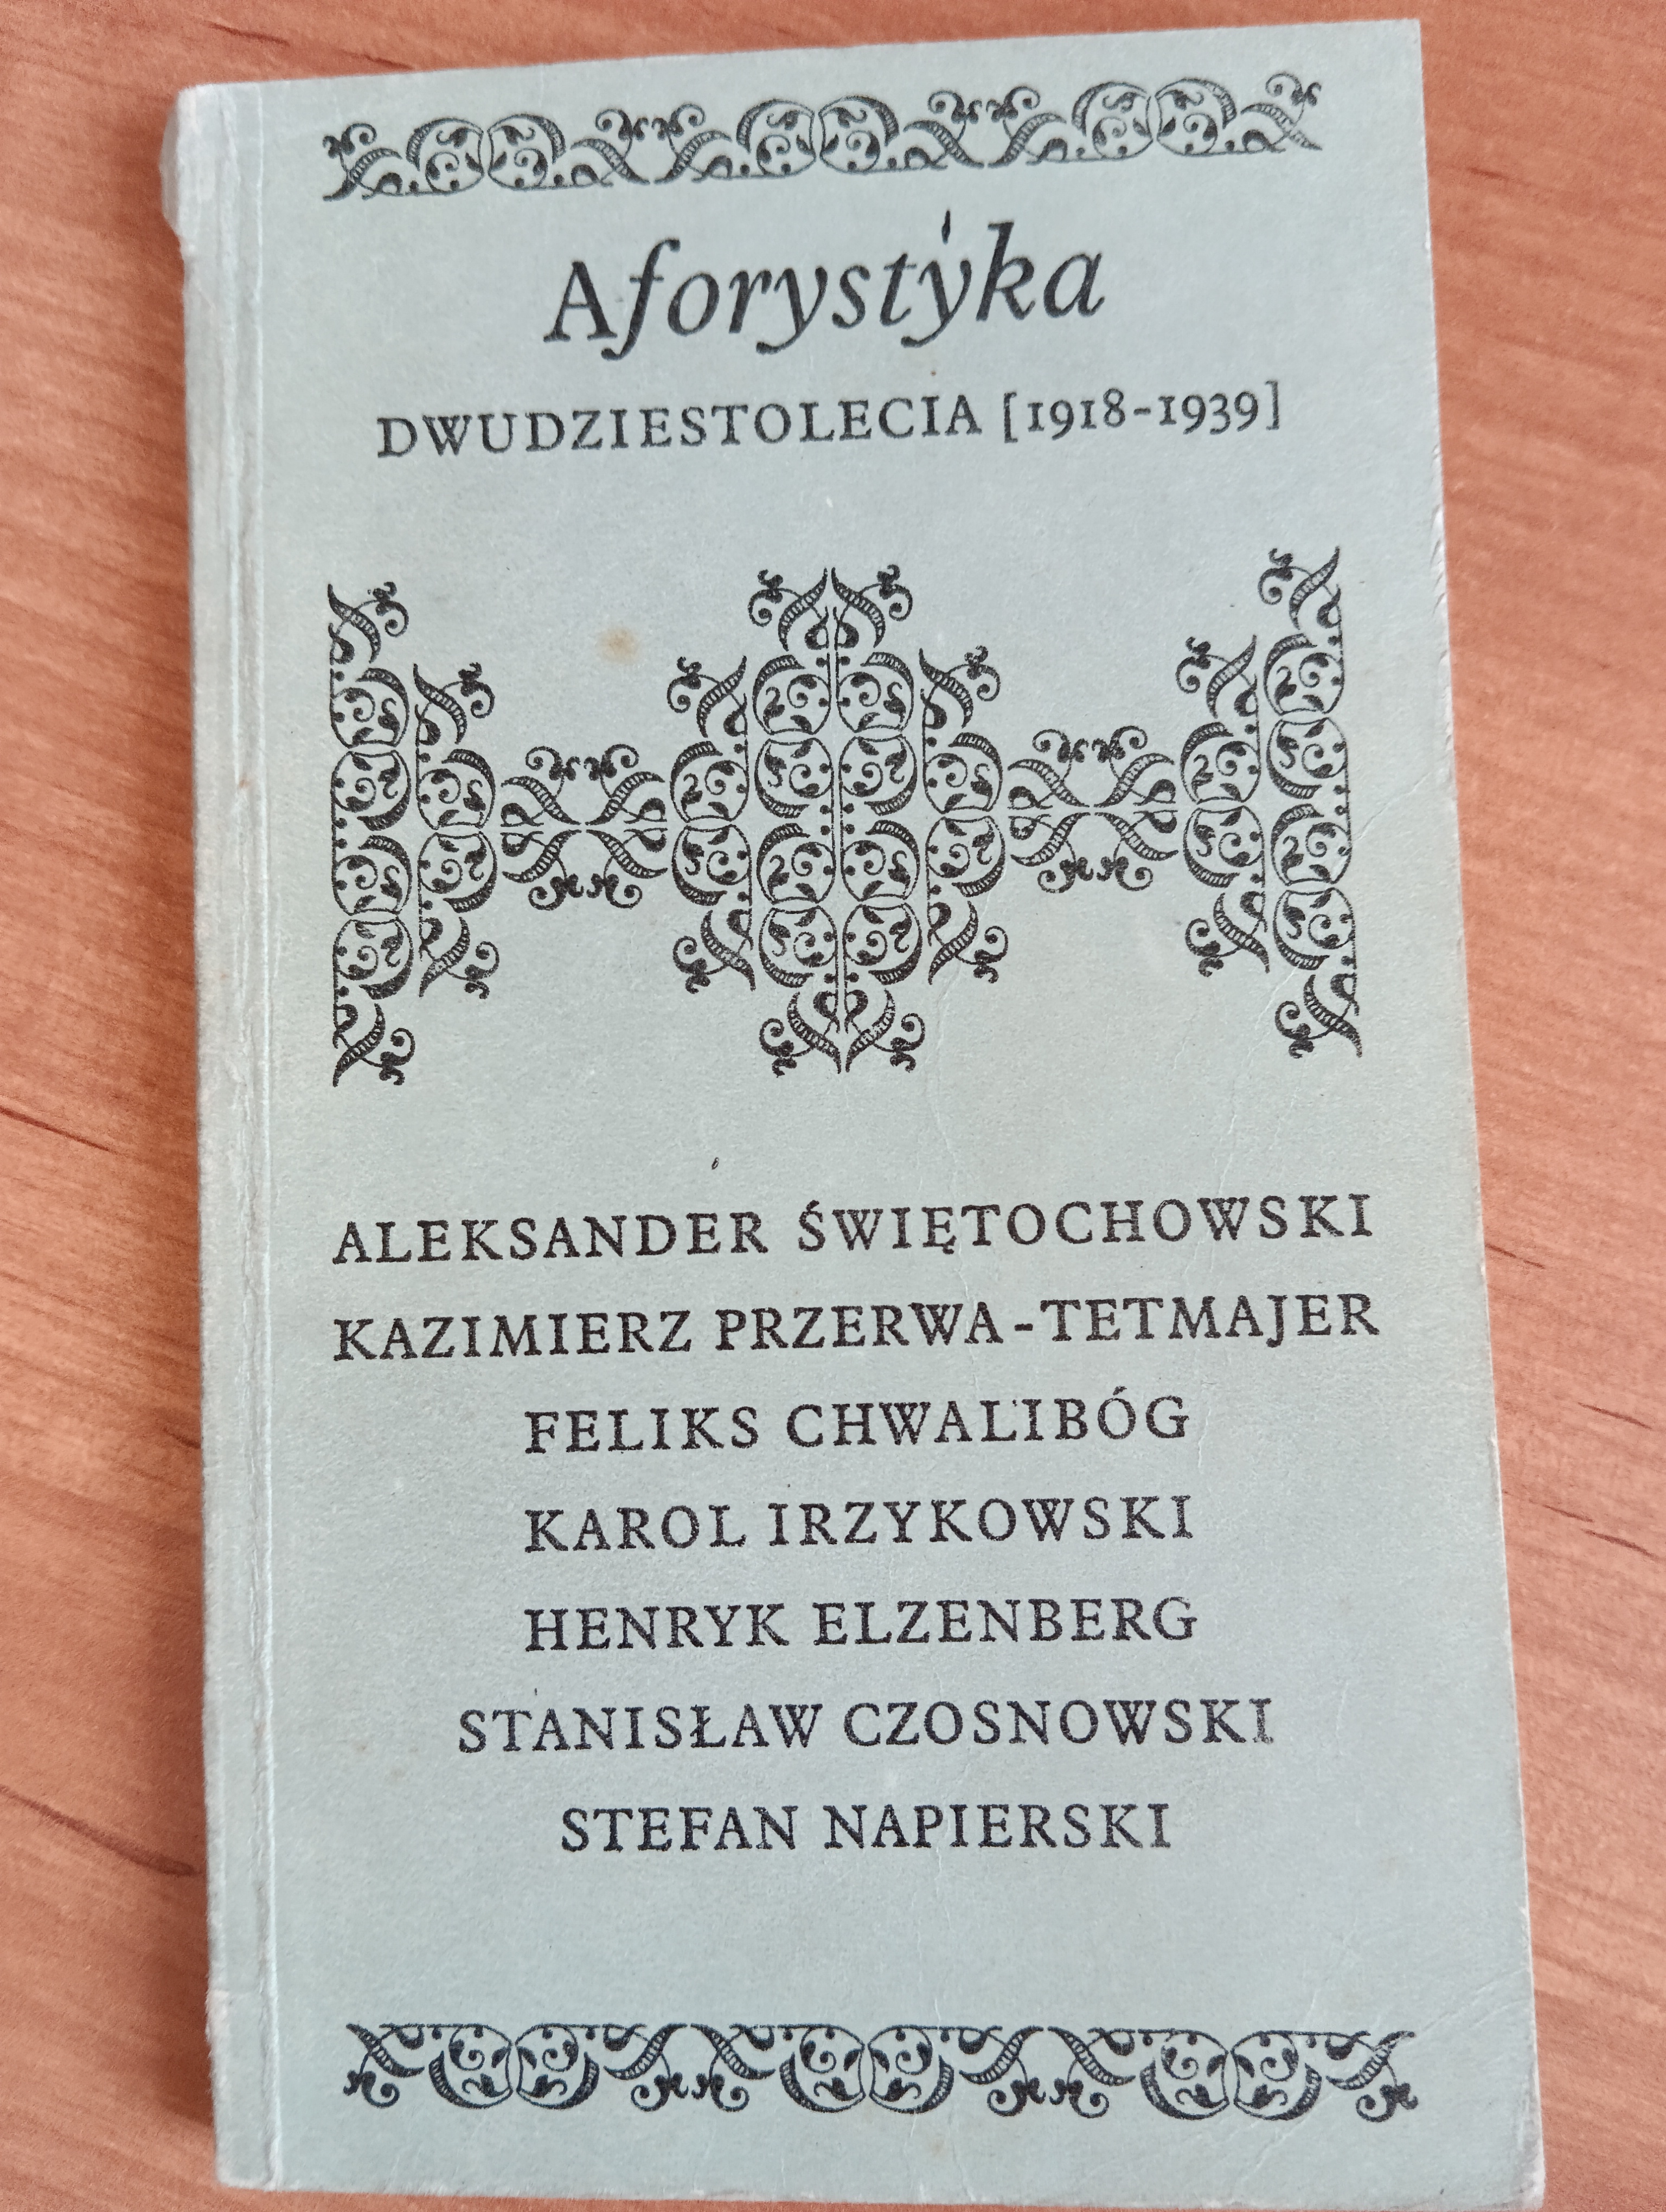 Aforystyka
DWUDZIESTOLECIA [1918-1939]
ALEKSANDER ŚWIĘTOCHOWSKI
KAZIMIERZ PRZERWA-TETMAJER
FELIKS CHWALIBÓG
KAROL IRZYKOWSKI
HENRYK ELZENBERG
STANISŁAW CZOSNOWSKI
STEFAN NAPIERSKI